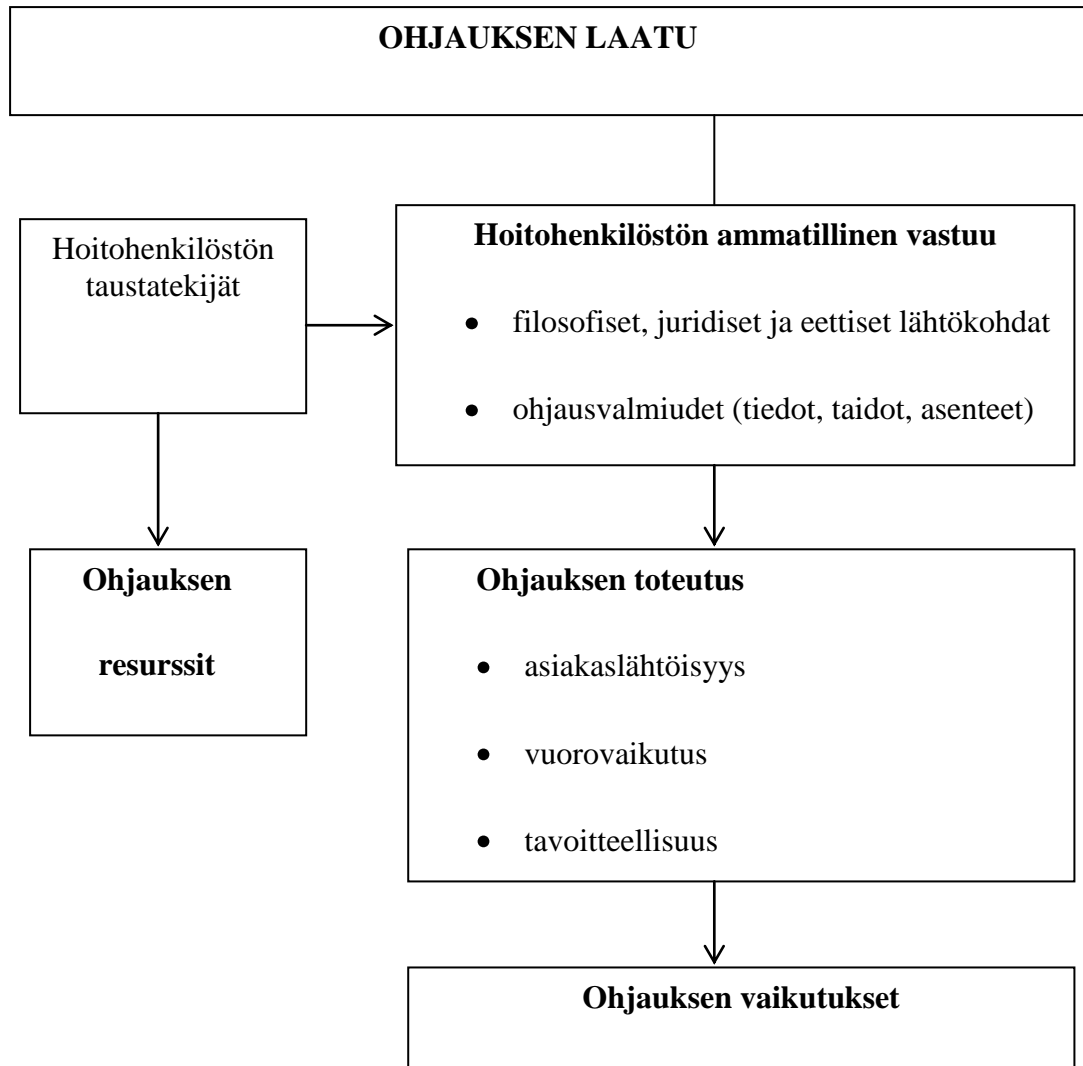 OHJAUKSEN LAATU
Hoitohenkilöstön
taustatekijät
Hoitohenkilöstön ammatillinen vastuu
• filosofiset, juridiset ja eettiset lähtökohdat
• ohjausvalmiudet (tiedot, taidot, asenteet)
Ohjauksen
resurssit
Ohjauksen toteutus
• asiakaslähtöisyys
• vuorovaikutus
• tavoitteellisuus
Ohjauksen vaikutukset